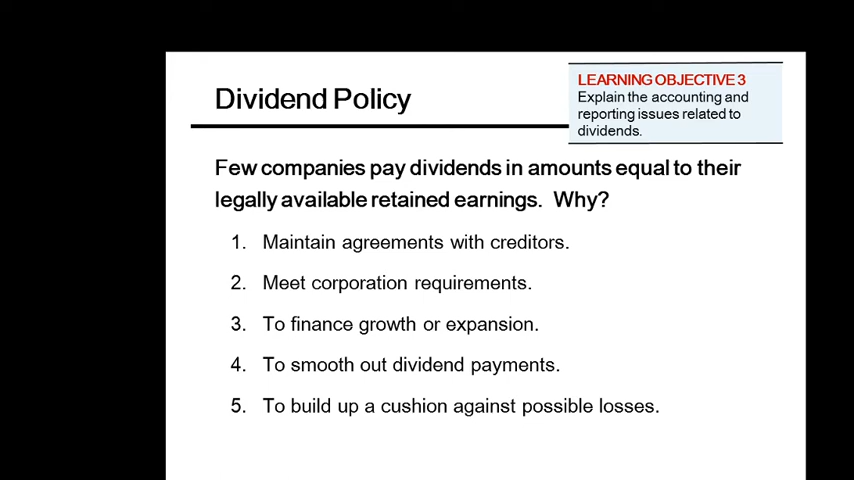 Dividend Policy
LEARNING OBJECTIVE 3
Explain the accounting and
reporting issues related to
dividends.
Few companies pay dividends in amounts equal to their
legally available retained earnings. Why?
1. Maintain agreements with creditors.
2. Meet corporation requirements.
3. To finance growth or expansion.
4. To smooth out dividend payments.
5. To build up a cushion against possible losses.